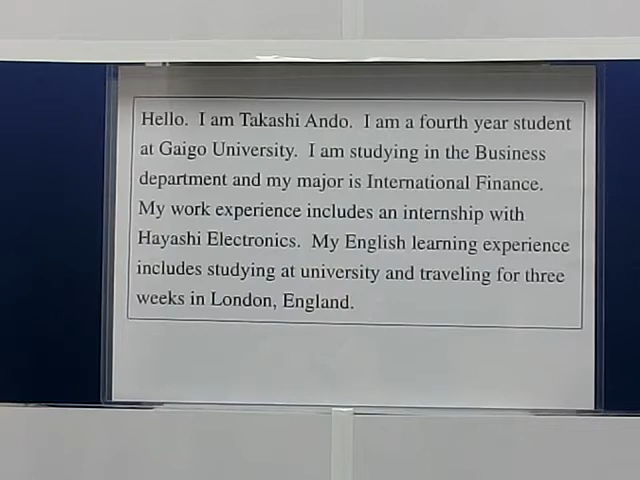 Hello.  I am Takashi Ando.  I am a fourth year student
at Gaigo University.  I am studying in the Business
department and my major is International Finance.
My work experience includes an internship with
Hayashi Electronics.  My English learning experience
includes studying at university and traveling for three
weeks in London, England.